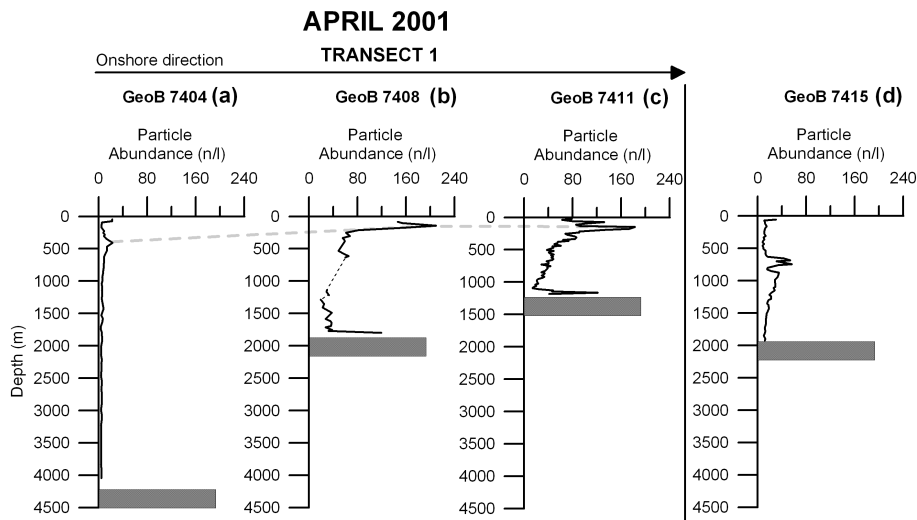 APRIL 2001
TRANSECT 1
Onshore direction
GeoB 7404 (a)
GeoB 7408 (b)
GeoB 7411 (c)
GeoB 7415 (d)
Particle
Abundance (n/l)
0 80 160 240
Particle
Abundance (n/l)
0 80 160 240
Particle
Abundance (n/l)
0 80 160 240
Particle
Abundance (n/l)
0 80 160 240
Depth (m)
0
500
1000
1500
2000
2500
3000
3500
4000
4500
0
500
1000
1500
2000
2500
3000
3500
4000
4500
0
500
1000
1500
2000
2500
3000
3500
4000
4500
0
500
1000
1500
2000
2500
3000
3500
4000
4500